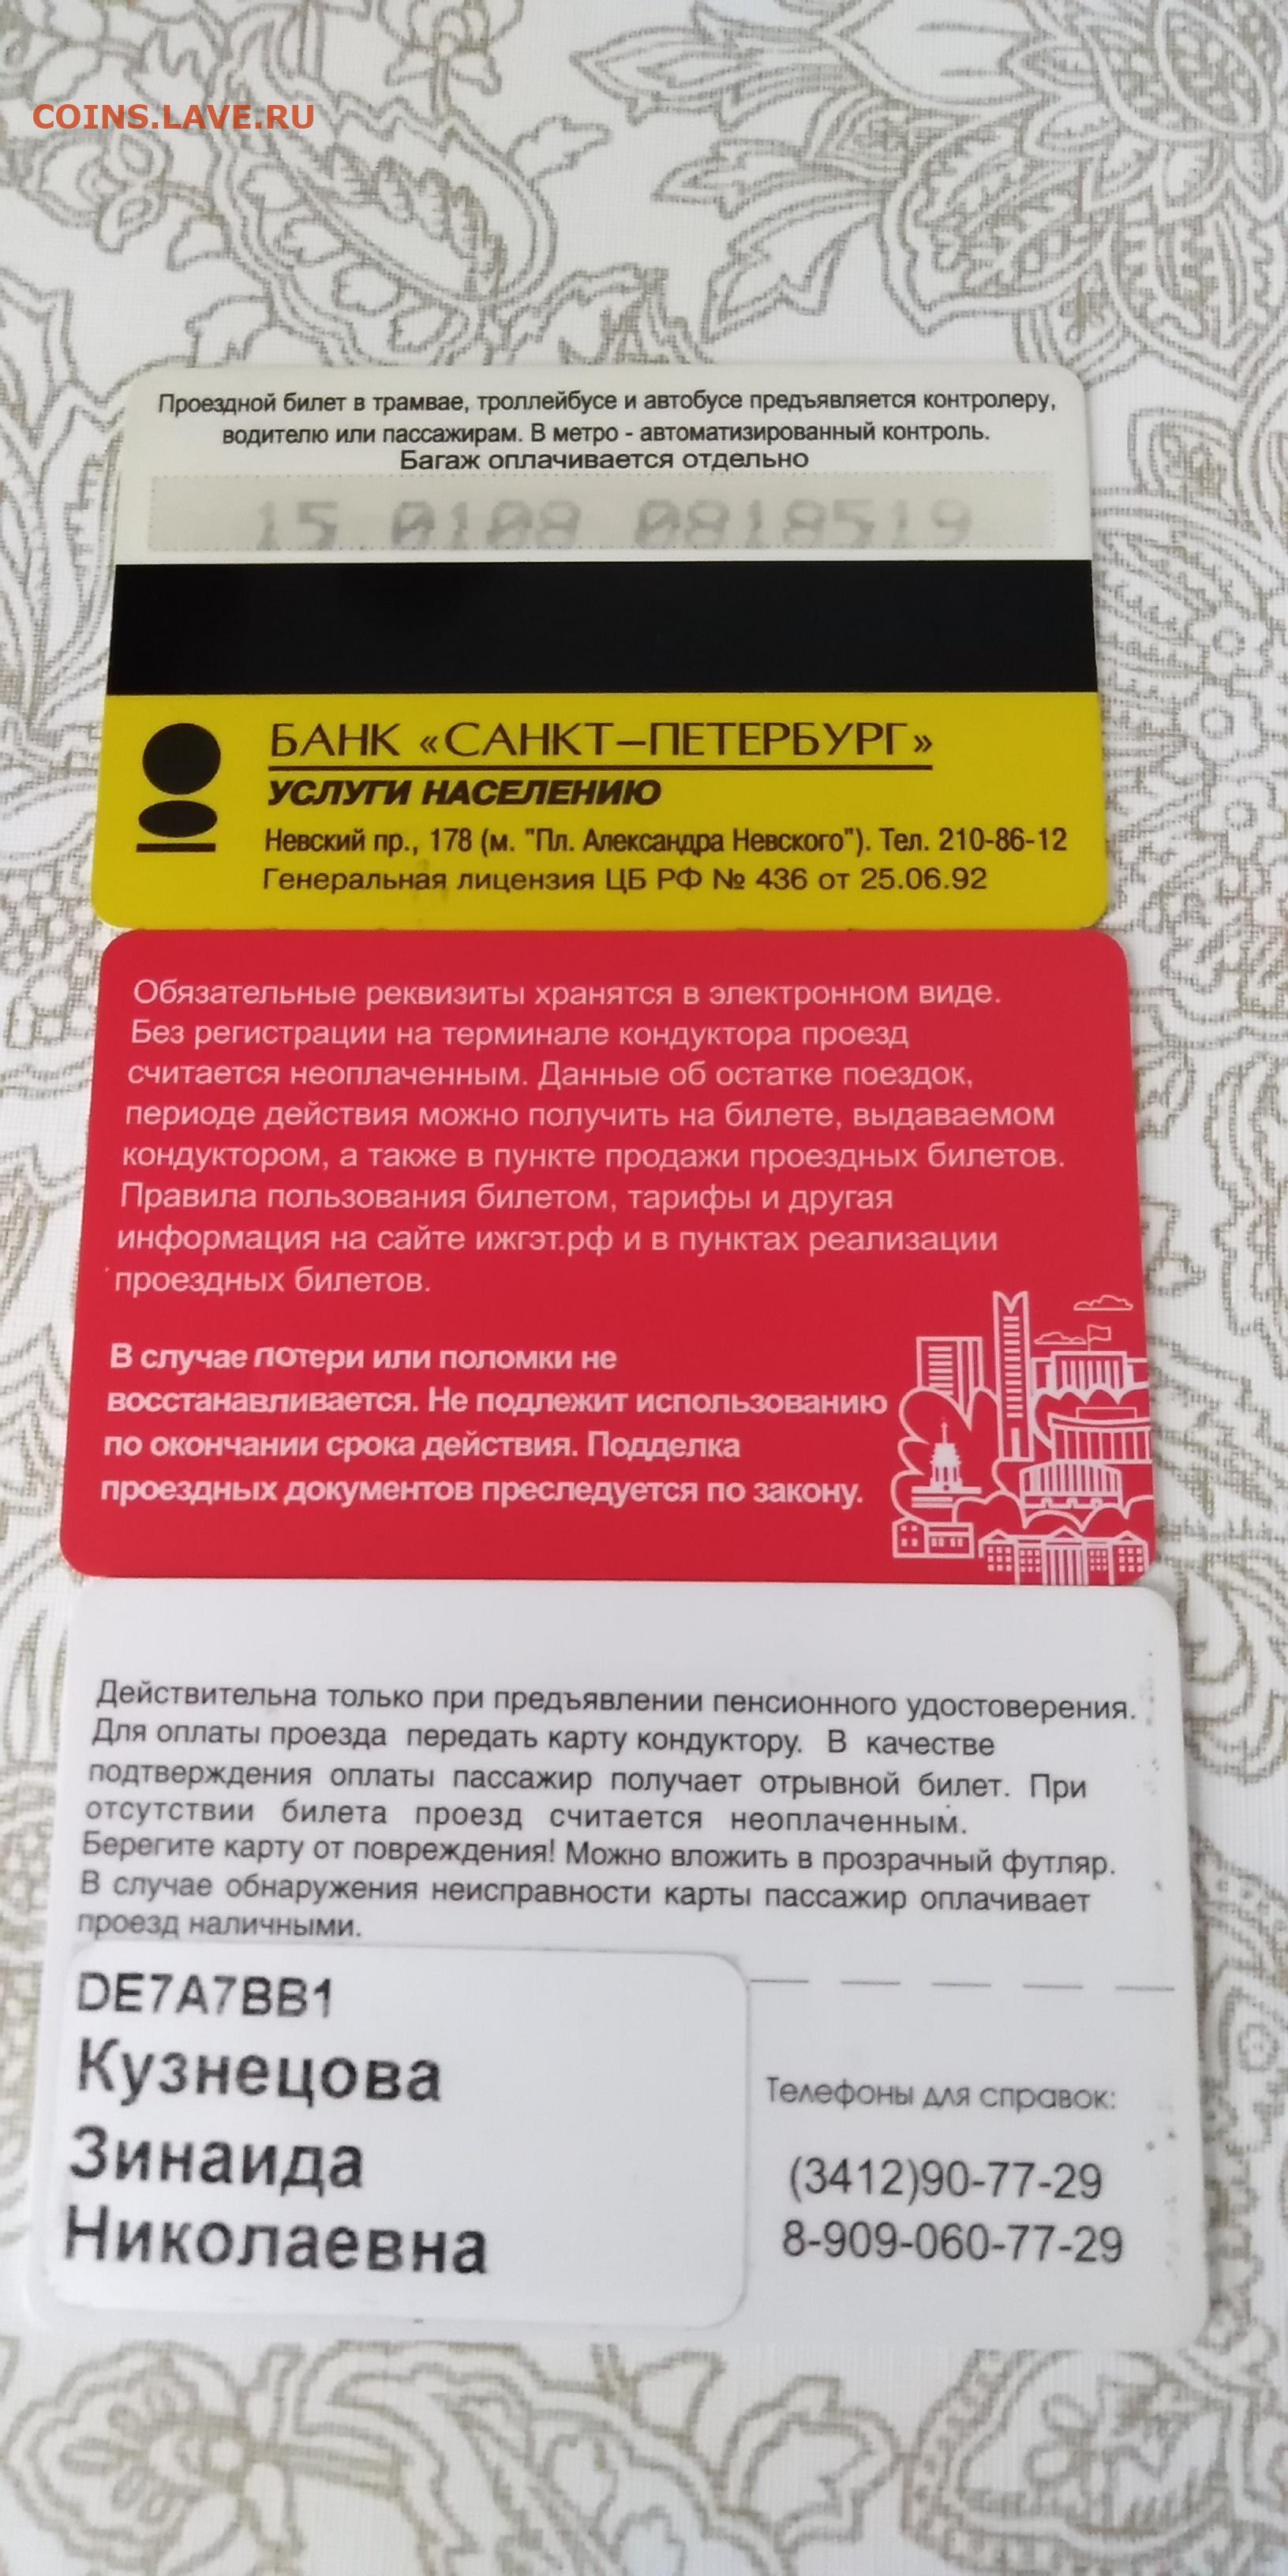 COINS.LAVE.RU
Проездной билет в трамвае, троллейбусе и автобусе предъявляется контролеру,
водителю или пассажирам. В метро - автоматизированный контроль.
Багаж оплачивается отдельно
15 0108 0818519
БАНК «САНКТ–ПЕТЕРБУРГ»
УСЛУГИ НАСЕЛЕНИЮ
Невский пр., 178 (м. "Пл. Александра Невского"). Тел. 210-86-12
Генеральная лицензия ЦБ РФ № 436 от 25.06.92
Обязательные реквизиты хранятся в электронном виде.
Без регистрации на терминале кондуктора проезд
считается неоплаченным. Данные об остатке поездок,
периоде действия можно получить на билете, выдаваемом
кондуктором, а также в пункте продажи проездных билетов.
Правила пользования билетом, тарифы и другая
информация на сайте ижгэт.рф и в пунктах реализации
проездных билетов.
В случае потери или поломки не
восстанавливается. Не подлежит использованию
по окончании срока действия. Подделка
проездных документов преследуется по закону.
Действительна только при предъявлении пенсионного удостоверения.
Для оплаты проезда передать карту кондуктору. В качестве
подтверждения оплаты пассажир получает отрывной билет. При
отсутствии билета проезд считается неоплаченным.
Берегите карту от повреждения! Можно вложить в прозрачный футляр.
В случае обнаружения неисправности карты пассажир оплачивает
проезд наличными.
DE7A7BB1
Кузнецова
Зинаида
Николаевна
Телефоны для справок:
(3412)90-77-29
8-909-060-77-29